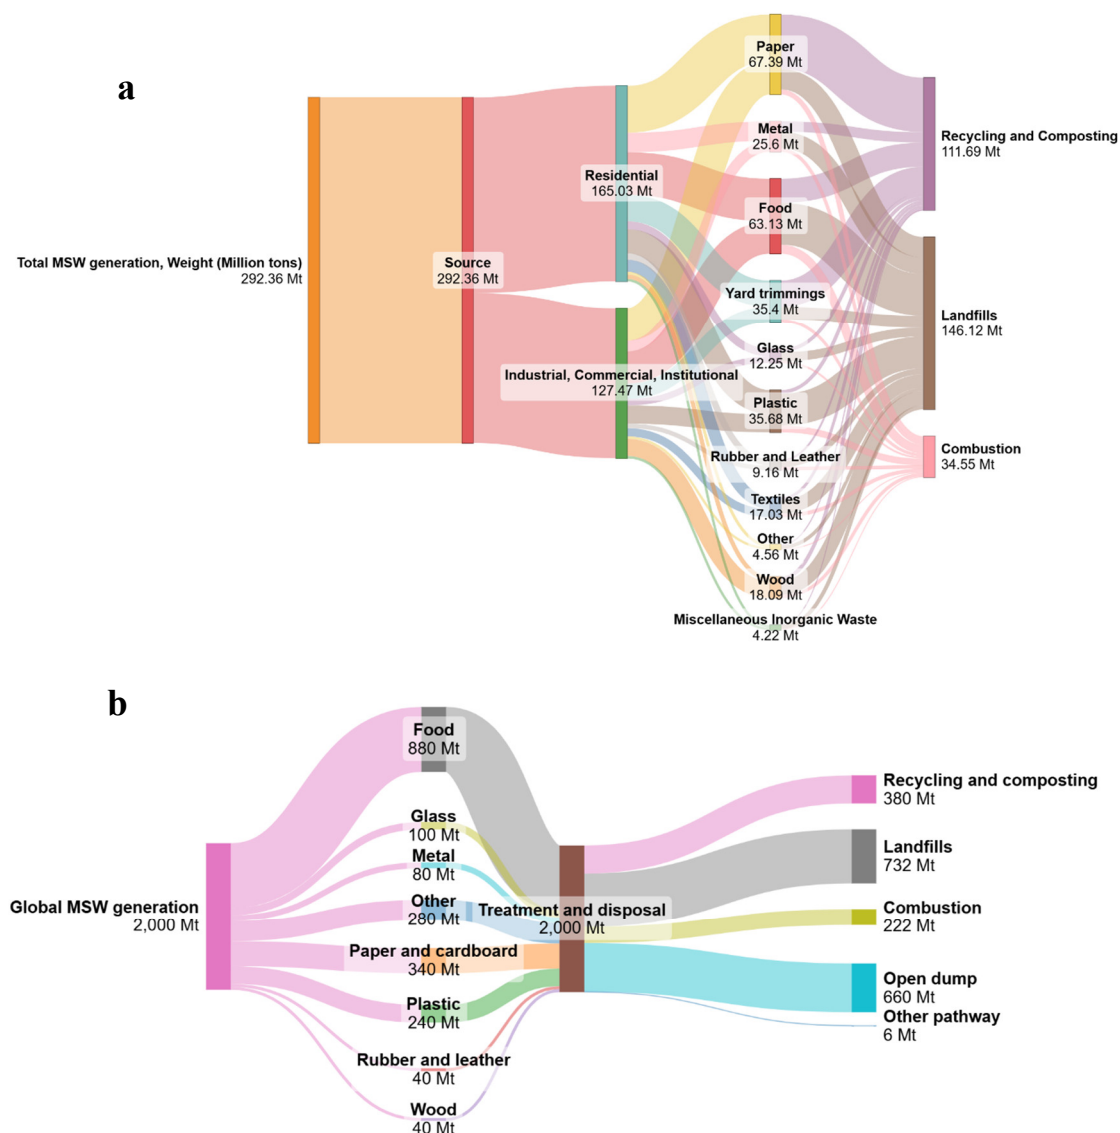 a
Total MSW generation, Weight (Million tons)
292.36 Mt
Source
292.36 Mt
Residential
165.03 Mt
Industrial, Commercial, Institutional
127.47 Mt
Paper
67.39 Mt
Metal
25.6 Mt
Food
63.13 Mt
Yard trimmings
35.4 Mt
Glass
12.25 Mt
Plastic
35.68 Mt
Rubber and Leather
9.16 Mt
Textiles
17.03 Mt
Other
4.56 Mt
Wood
18.09 Mt
Miscellaneous Inorganic Waste
4.22 Mt
Recycling and Composting
111.69 Mt
Landfills
146.12 Mt
Combustion
34.55 Mt
b
Global MSW generation
2,000 Mt
Food
880 Mt
Glass
100 Mt
Metal
80 Mt
Other
280 Mt
Paper and cardboard
340 Mt
Plastic
240 Mt
Rubber and leather
40 Mt
Wood
40 Mt
Treatment and disposal
2,000 Mt
Recycling and composting
380 Mt
Landfills
732 Mt
Combustion
222 Mt
Open dump
660 Mt
Other pathway
6 Mt